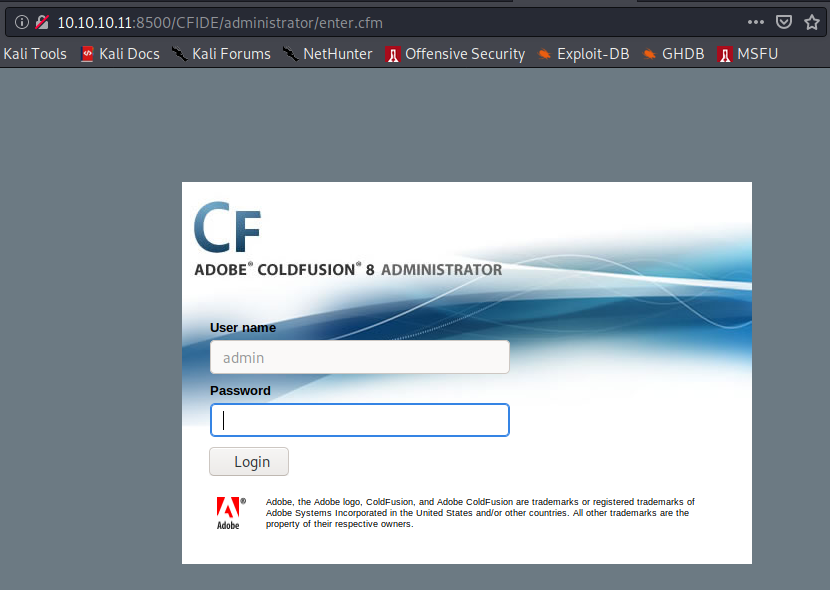 10.10.10.11:8500/CFIDE/administrator/enter.cfm
Kali Tools Kali Docs Kali Forums NetHunter Offensive Security Exploit-DB GHDB MSFU
CF
ADOBE® COLDFUSION® 8 ADMINISTRATOR
User name
admin
Password
Login
Adobe, the Adobe logo, ColdFusion, and Adobe ColdFusion are trademarks or registered trademarks of
Adobe Systems Incorporated in the United States and/or other countries. All other trademarks are the
property of their respective owners.
®
Adobe